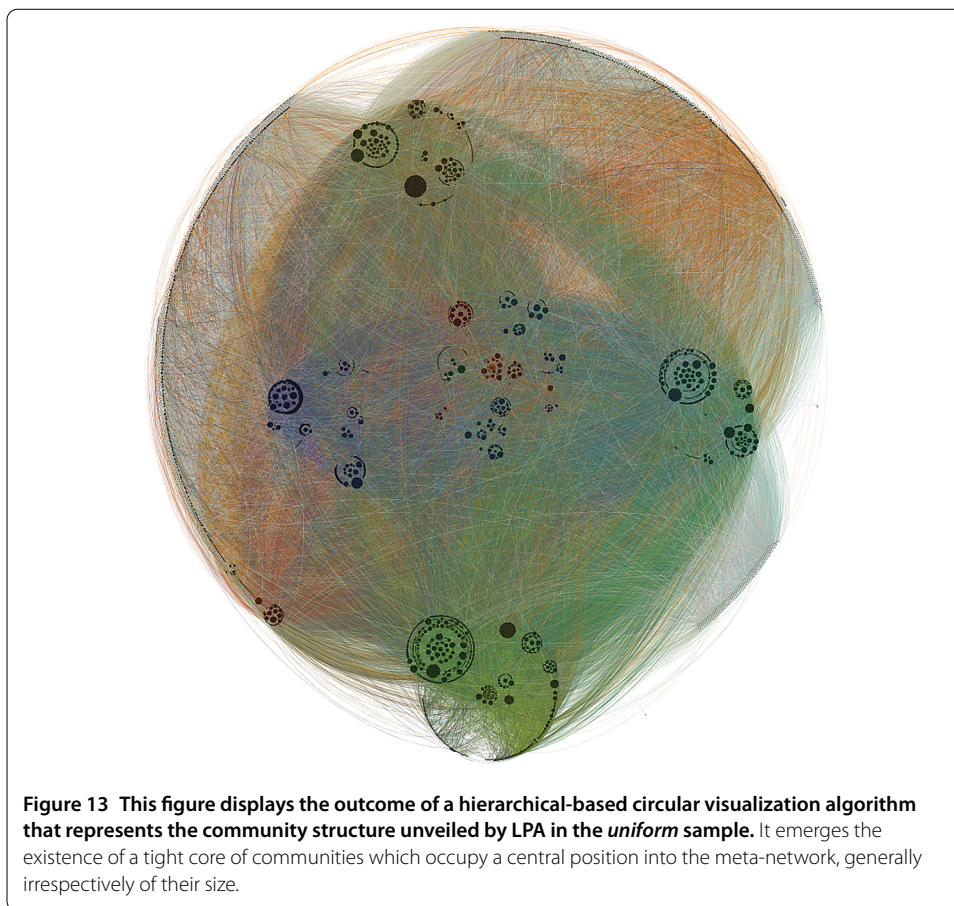 Figure 13 This figure displays the outcome of a hierarchical-based circular visualization algorithm
that represents the community structure unveiled by LPA in the uniform sample. It emerges the
existence of a tight core of communities which occupy a central position into the meta-network, generally
irrespectively of their size.